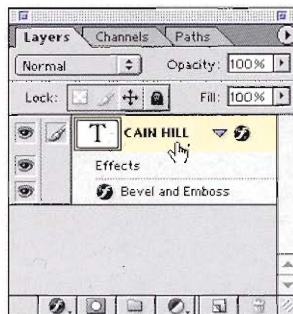 Layers Channels Paths
Normal Opacity: 100%
Lock: Fill: 100%
T CAIN HILL
Effects
Bevel and Emboss